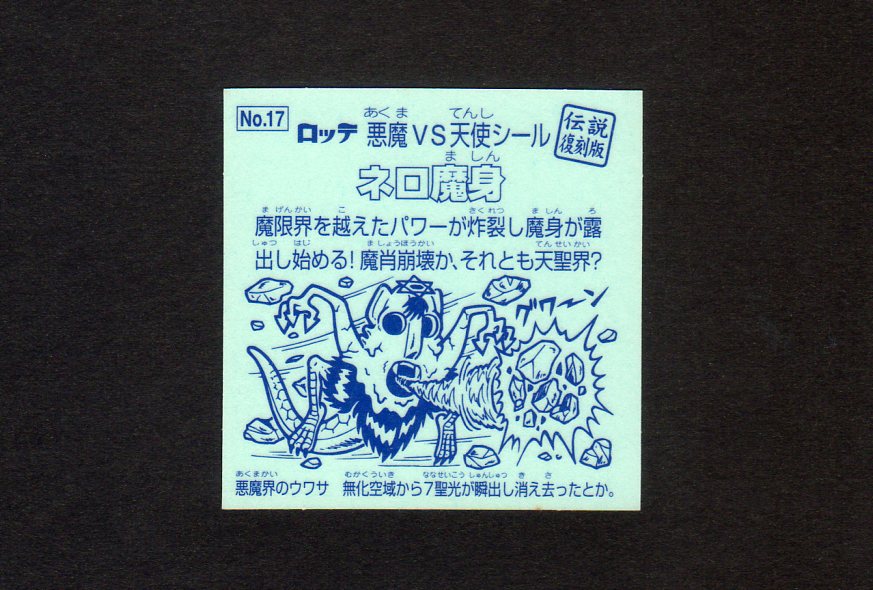 No.17
ロッテ 悪魔VS天使シール
あくま てんし
伝説
復刻版
ネロ魔身
ましん
魔限界を越えたパワーが炸裂し魔身が露
まげんかい こ さくれつ ましん ろ
出し始める!魔肖崩壊か、それとも天聖界?
しゅつ はじ ましょうほうかい てんせいかい
グワーン
悪魔界のウワサ 無化空域から7聖光が瞬出し消え去ったとか。
あくまかい むかくういき ななせいこう しゅんしゅつ き さ